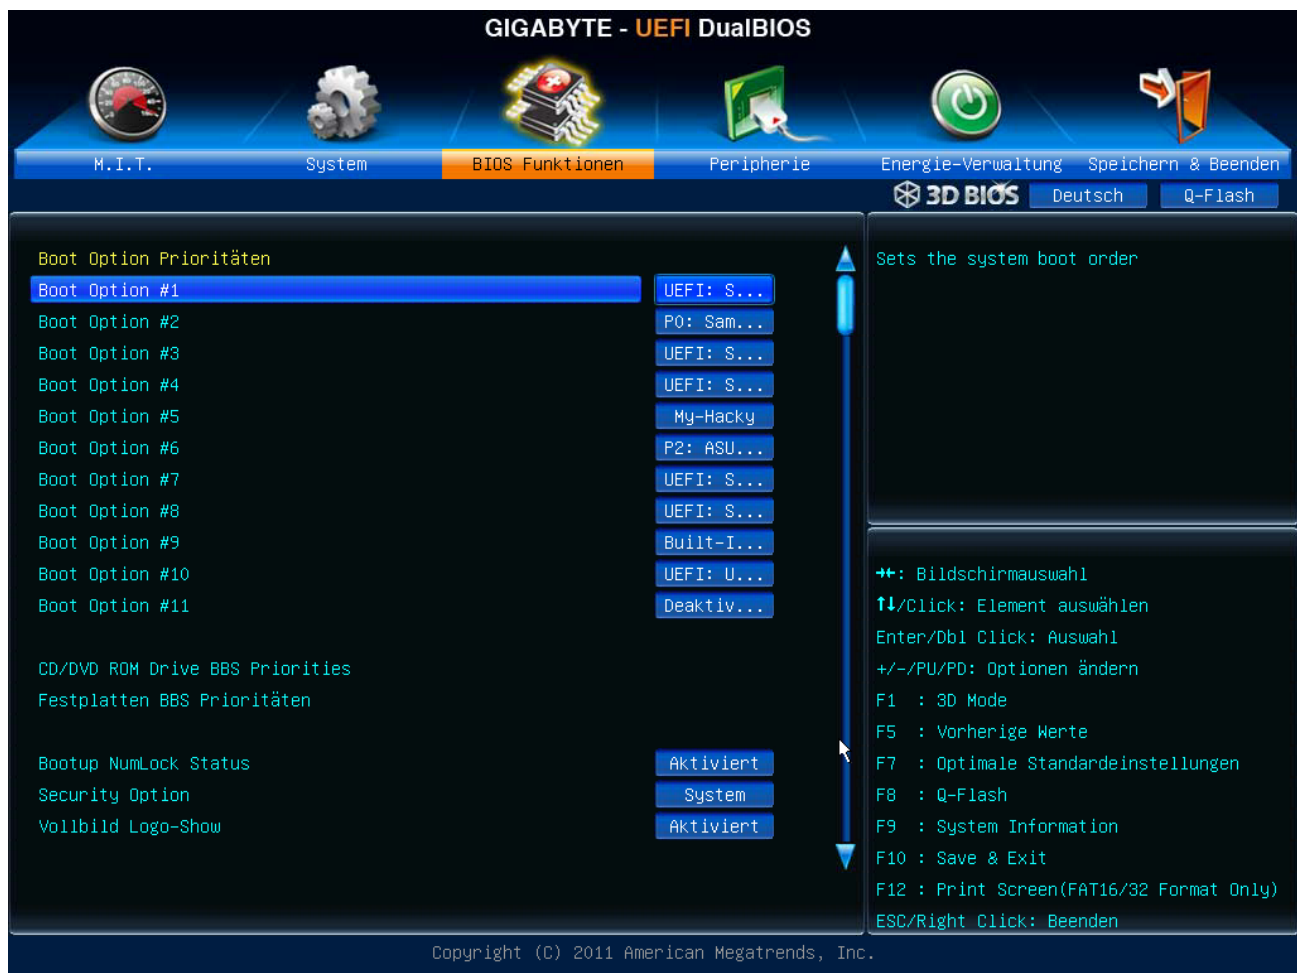 GIGABYTE - UEFI DualBIOS
M.I.T. System BIOS Funktionen Peripherie Energie-Verwaltung Speichern & Beenden
3D BIOS Deutsch Q-Flash
Boot Option Prioritäten
Boot Option #1 UEFI: S...
Boot Option #2 P0: Sam...
Boot Option #3 UEFI: S...
Boot Option #4 UEFI: S...
Boot Option #5 My-Hacky
Boot Option #6 P2: ASU...
Boot Option #7 UEFI: S...
Boot Option #8 UEFI: S...
Boot Option #9 Built-I...
Boot Option #10 UEFI: U...
Boot Option #11 Deaktiv...
CD/DVD ROM Drive BBS Priorities
Festplatten BBS Prioritäten
Bootup NumLock Status Aktiviert
Security Option System
Vollbild Logo-Show Aktiviert
Sets the system boot order
→←: Bildschirmauswahl
↑↓/Click: Element auswählen
Enter/Dbl Click: Auswahl
+/-/PU/PD: Optionen ändern
F1 : 3D Mode
F5 : Vorherige Werte
F7 : Optimale Standardeinstellungen
F8 : Q-Flash
F9 : System Information
F10 : Save & Exit
F12 : Print Screen(FAT16/32 Format Only)
ESC/Right Click: Beenden
Copyright (C) 2011 American Megatrends, Inc.